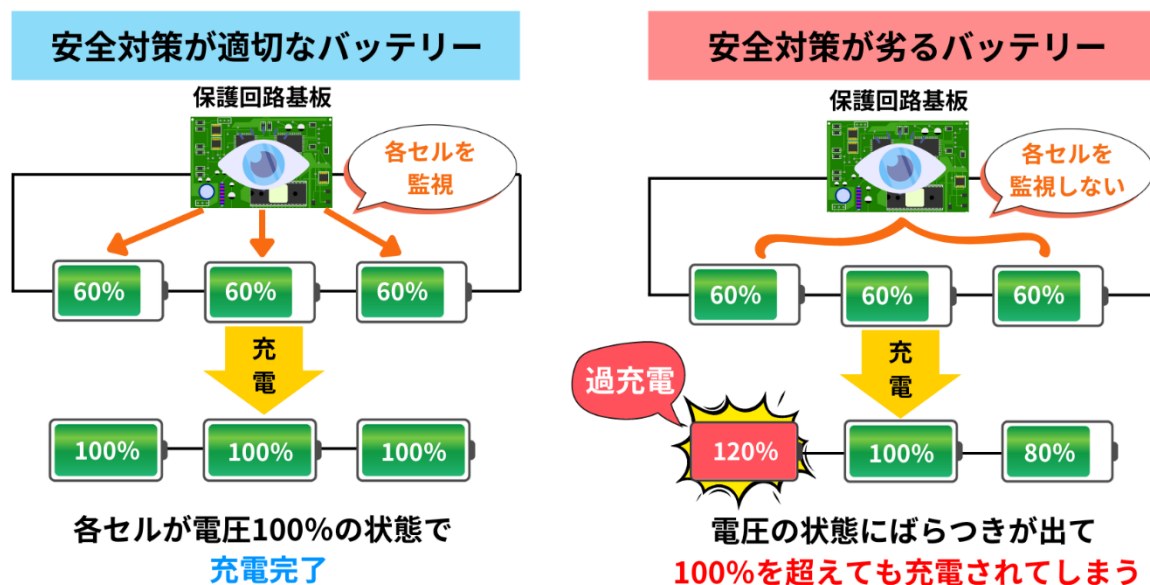 安全対策が適切なバッテリー
保護回路基板
各セルを
監視
60%
60%
60%
充
電
100%
100%
100%
各セルが電圧100%の状態で
充電完了
安全対策が劣るバッテリー
保護回路基板
各セルを
監視しない
60%
60%
60%
充
電
過充電
120%
100%
80%
電圧の状態にばらつきが出て
100%を超えても充電されてしまう